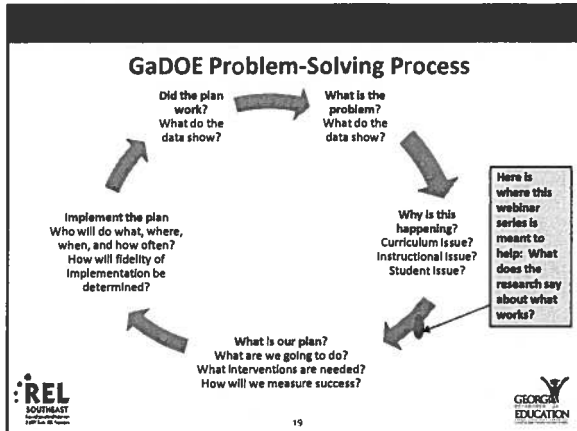 GaDOE Problem-Solving Process
Did the plan
work?
What do the
data show?
What is the
problem?
What do the
data show?
Why is this
happening?
Curriculum Issue?
Instructional Issue?
Student Issue?
Here is
where this
webinar
series is
meant to
help: What
does the
research say
about what
works?
What is our plan?
What are we going to do?
What interventions are needed?
How will we measure success?
Implement the plan
Who will do what, where,
when, and how often?
How will fidelity of
implementation be
determined?
REL
SOUTHEAST
19
GEORGIA
EDUCATION